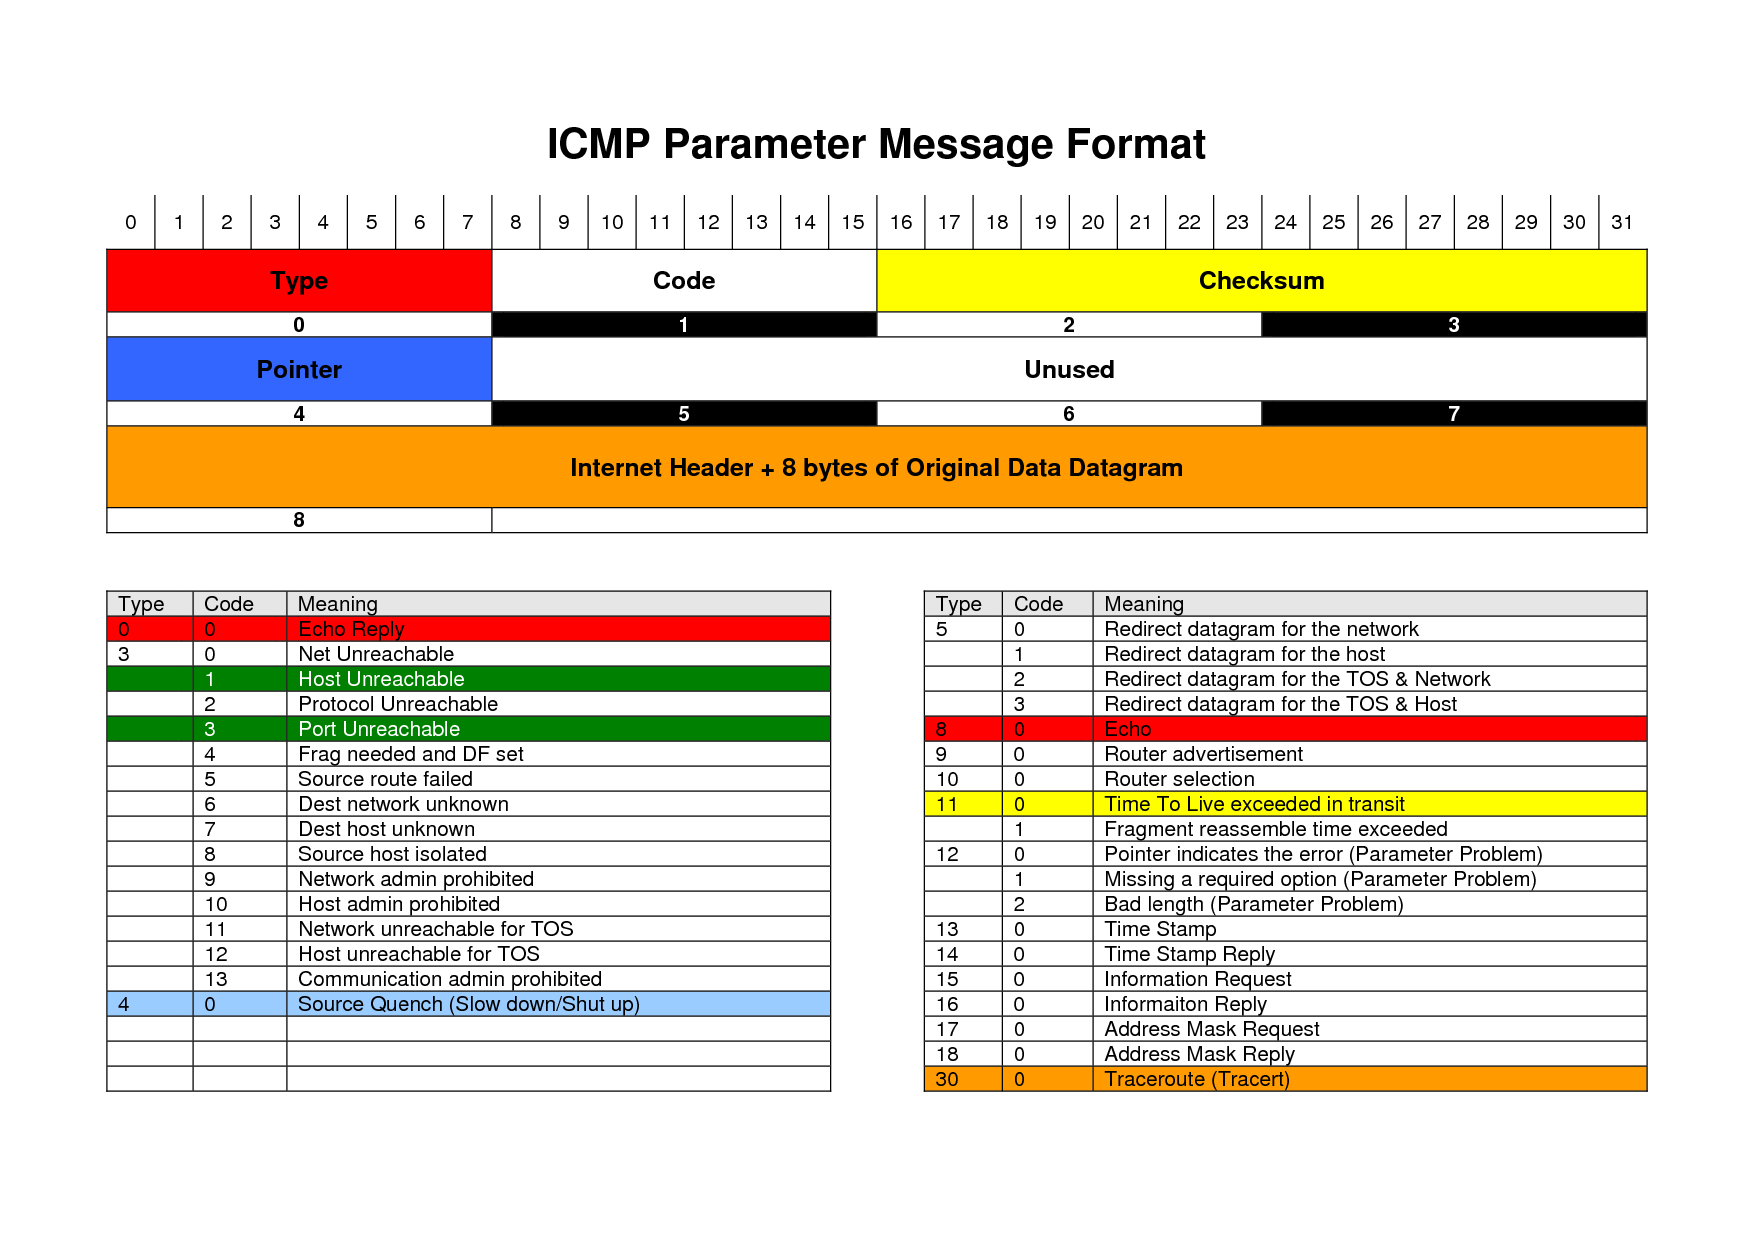 ICMP Parameter Message Format
0 1 2 3 4 5 6 7 8 9 10 11 12 13 14 15 16 17 18 19 20 21 22 23 24 25 26 27 28 29 30 31
Type Code Checksum
0 1 2 3
Pointer Unused
4 5 6 7
Internet Header + 8 bytes of Original Data Datagram
8
Type Code Meaning
0 0 Echo Reply
3 0 Net Unreachable
1 Host Unreachable
2 Protocol Unreachable
3 Port Unreachable
4 Frag needed and DF set
5 Source route failed
6 Dest network unknown
7 Dest host unknown
8 Source host isolated
9 Network admin prohibited
10 Host admin prohibited
11 Network unreachable for TOS
12 Host unreachable for TOS
13 Communication admin prohibited
4 0 Source Quench (Slow down/Shut up)
Type Code Meaning
5 0 Redirect datagram for the network
1 Redirect datagram for the host
2 Redirect datagram for the TOS & Network
3 Redirect datagram for the TOS & Host
8 0 Echo
9 0 Router advertisement
10 0 Router selection
11 0 Time To Live exceeded in transit
1 Fragment reassemble time exceeded
12 0 Pointer indicates the error (Parameter Problem)
1 Missing a required option (Parameter Problem)
2 Bad length (Parameter Problem)
13 0 Time Stamp
14 0 Time Stamp Reply
15 0 Information Request
16 0 Informaiton Reply
17 0 Address Mask Request
18 0 Address Mask Reply
30 0 Traceroute (Tracert)